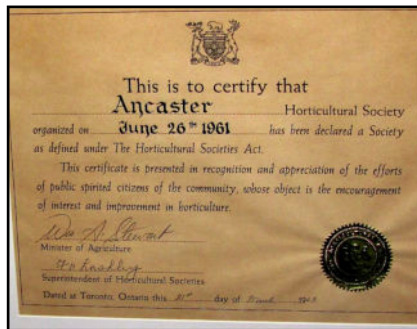 This is to certify that
Ancaster Horticultural Society
organized on June 26th 1961 has been declared a Society
as defined under The Horticultural Societies Act.
This certificate is presented in recognition and appreciation of the efforts
of public spirited citizens of the community, whose object is the encouragement
of interest and improvement in horticulture.
Wm A. Stewart
Minister of Agriculture
Superintendent of Horticultural Societies
Dated at Toronto, Ontario this day of